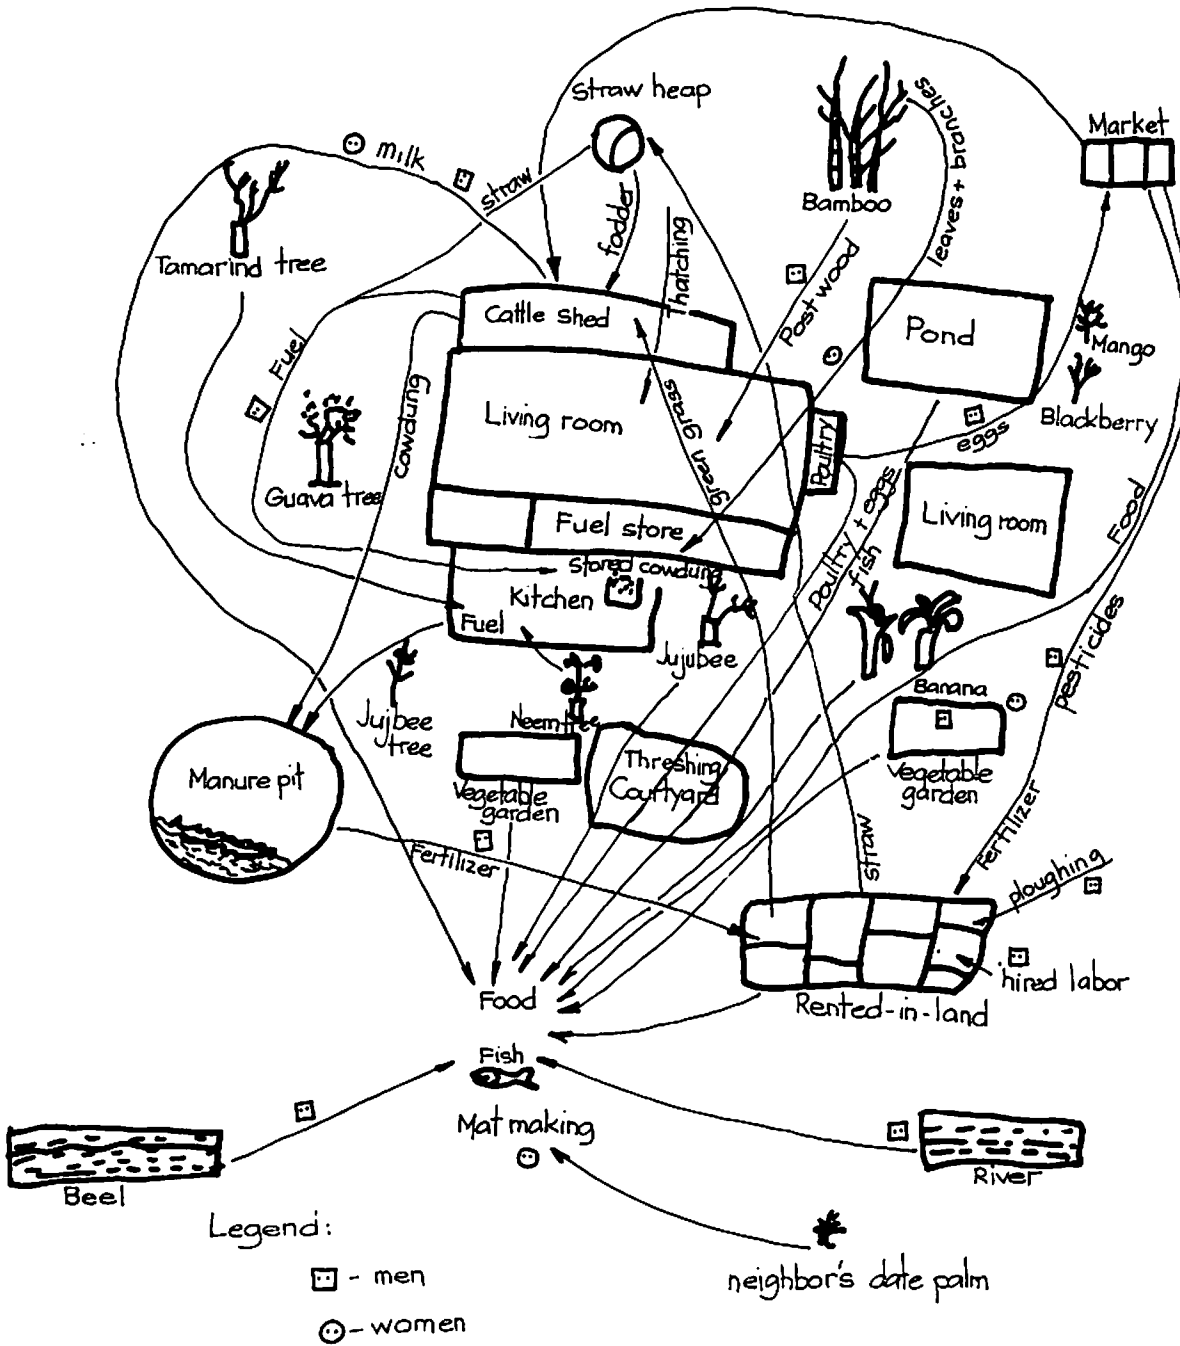 Straw heap
Market
milk
straw
fodder
Thatching
Bamboo
leaves + branches
Tamarind tree
Post wood
Cattle shed
Pond
Mango
Fuel
cowdung
green grass
Living room
Poultry
eggs
Blackberry
Guava tree
Food
Fuel store
Living room
Stored cowdung
Poultry + eggs
fish
Kitchen
Fuel
Jujubee
pesticides
Banana
Jujbee
tree
Neem tree
Manure pit
Threshing
Courtyard
Vegetable
garden
Vegetable
garden
Fertilizer
straw
Fertilizer
ploughing
hired labor
Food
Rented-in-land
Fish
Mat making
Beel
River
Legend:
- men
- women
neighbor's date palm